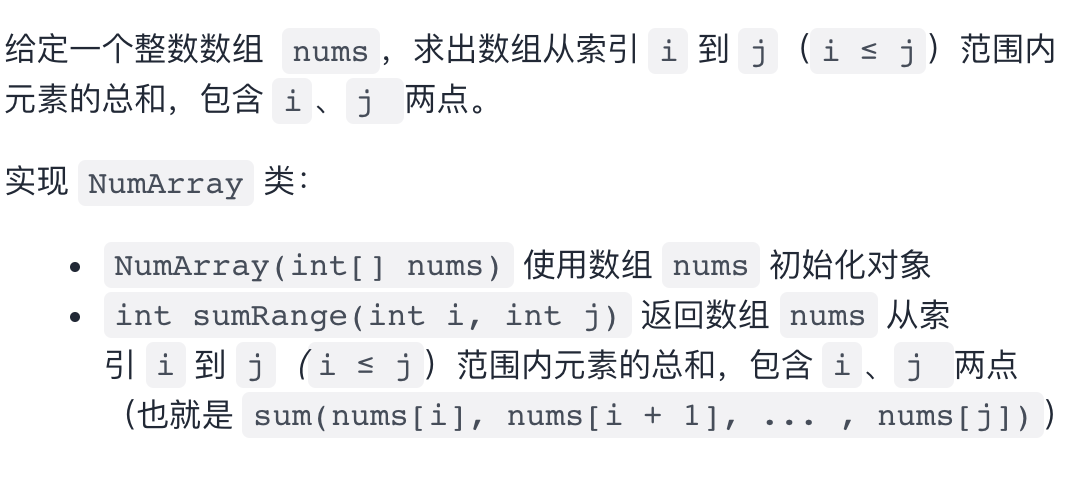 给定一个整数数组 nums，求出数组从索引 i 到 j（i ≤ j）范围内
元素的总和，包含 i、j 两点。
实现 NumArray 类：
• NumArray(int[] nums) 使用数组 nums 初始化对象
• int sumRange(int i, int j) 返回数组 nums 从索
引 i 到 j（i ≤ j）范围内元素的总和，包含 i、j 两点
（也就是 sum(nums[i], nums[i + 1], ... , nums[j])）